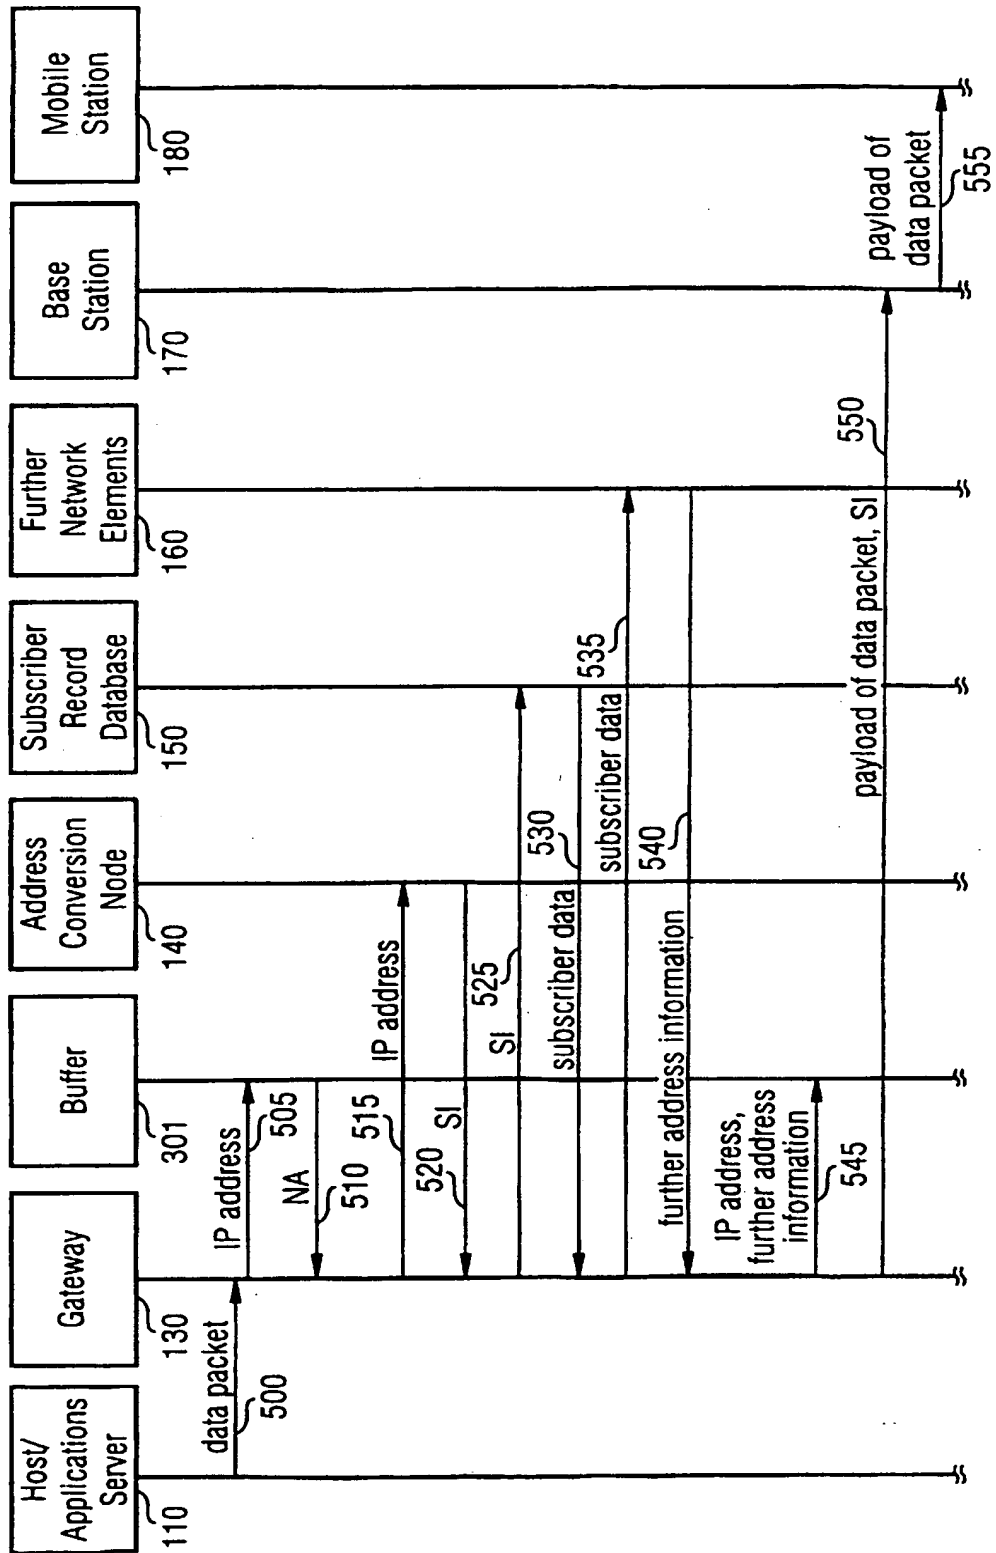 Host/
Applications
Server
110
Gateway
130
Buffer
301
Address
Conversion
Node
140
Subscriber
Record
Database
150
Further
Network
Elements
160
Base
Station
170
Mobile
Station
180
data packet
500
IP address
505
NA
510
IP address
515
SI
520
SI
525
subscriber data
530
subscriber data
535
further address information
540
IP address,
further address
information
545
payload of data packet, SI
550
payload of
data packet
555